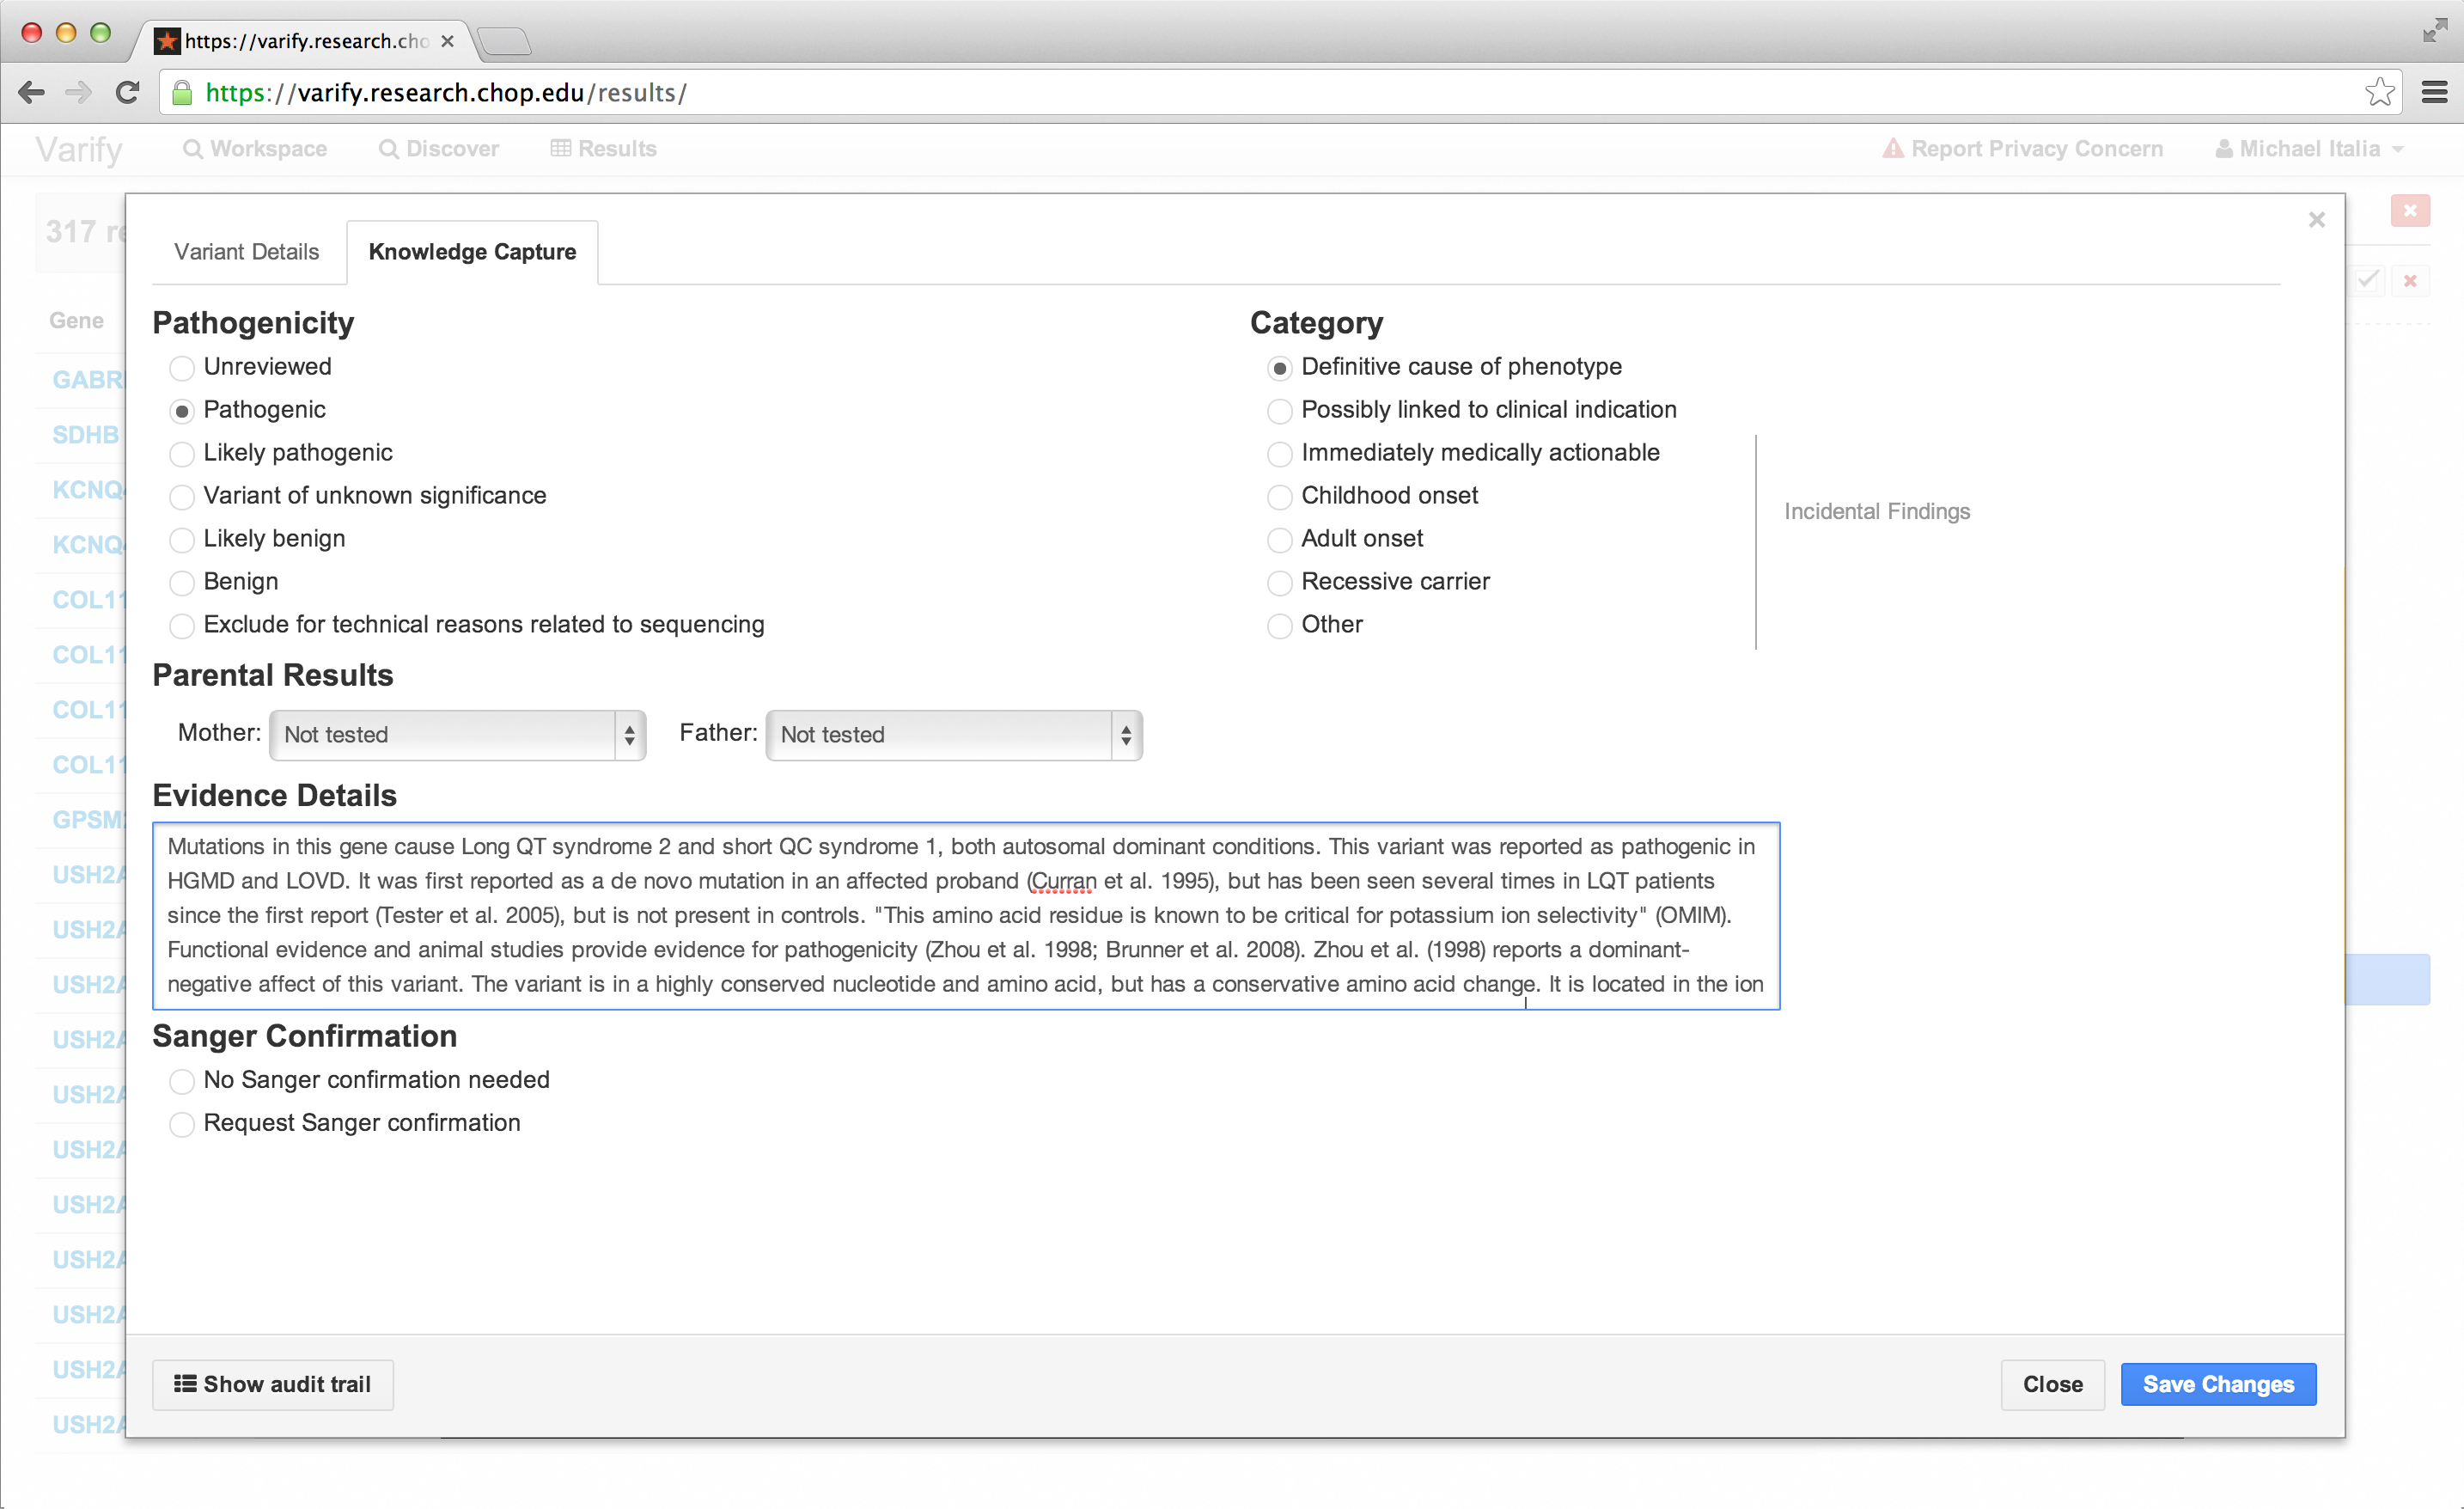 https://varify.research.cho
https://varify.research.chop.edu/results/
Varify Workspace Discover Results Report Privacy Concern Michael Italia
317 re
Variant Details Knowledge Capture
Gene
GABR
SDHB
KCNQ4
KCNQ4
COL11
COL11
COL11
COL11
GPSM2
USH2A
USH2A
USH2A
USH2A
USH2A
USH2A
USH2A
USH2A
USH2A
USH2A
USH2A
Pathogenicity
Unreviewed
Pathogenic
Likely pathogenic
Variant of unknown significance
Likely benign
Benign
Exclude for technical reasons related to sequencing
Category
Definitive cause of phenotype
Possibly linked to clinical indication
Immediately medically actionable
Childhood onset
Adult onset
Recessive carrier
Other
Incidental Findings
Parental Results
Mother: Not tested Father: Not tested
Evidence Details
Mutations in this gene cause Long QT syndrome 2 and short QC syndrome 1, both autosomal dominant conditions. This variant was reported as pathogenic in
HGMD and LOVD. It was first reported as a de novo mutation in an affected proband (Curran et al. 1995), but has been seen several times in LQT patients
since the first report (Tester et al. 2005), but is not present in controls. "This amino acid residue is known to be critical for potassium ion selectivity" (OMIM).
Functional evidence and animal studies provide evidence for pathogenicity (Zhou et al. 1998; Brunner et al. 2008). Zhou et al. (1998) reports a dominant-
negative affect of this variant. The variant is in a highly conserved nucleotide and amino acid, but has a conservative amino acid change. It is located in the ion
Sanger Confirmation
No Sanger confirmation needed
Request Sanger confirmation
Show audit trail
Close
Save Changes